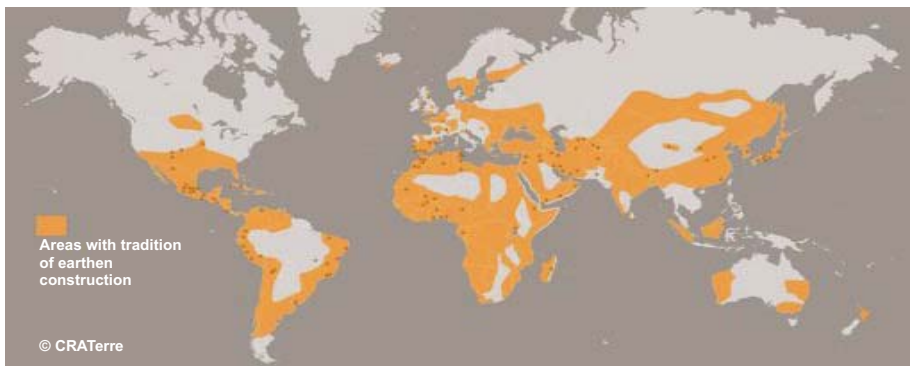 Areas with tradition
of earthen
construction
© CRATerre